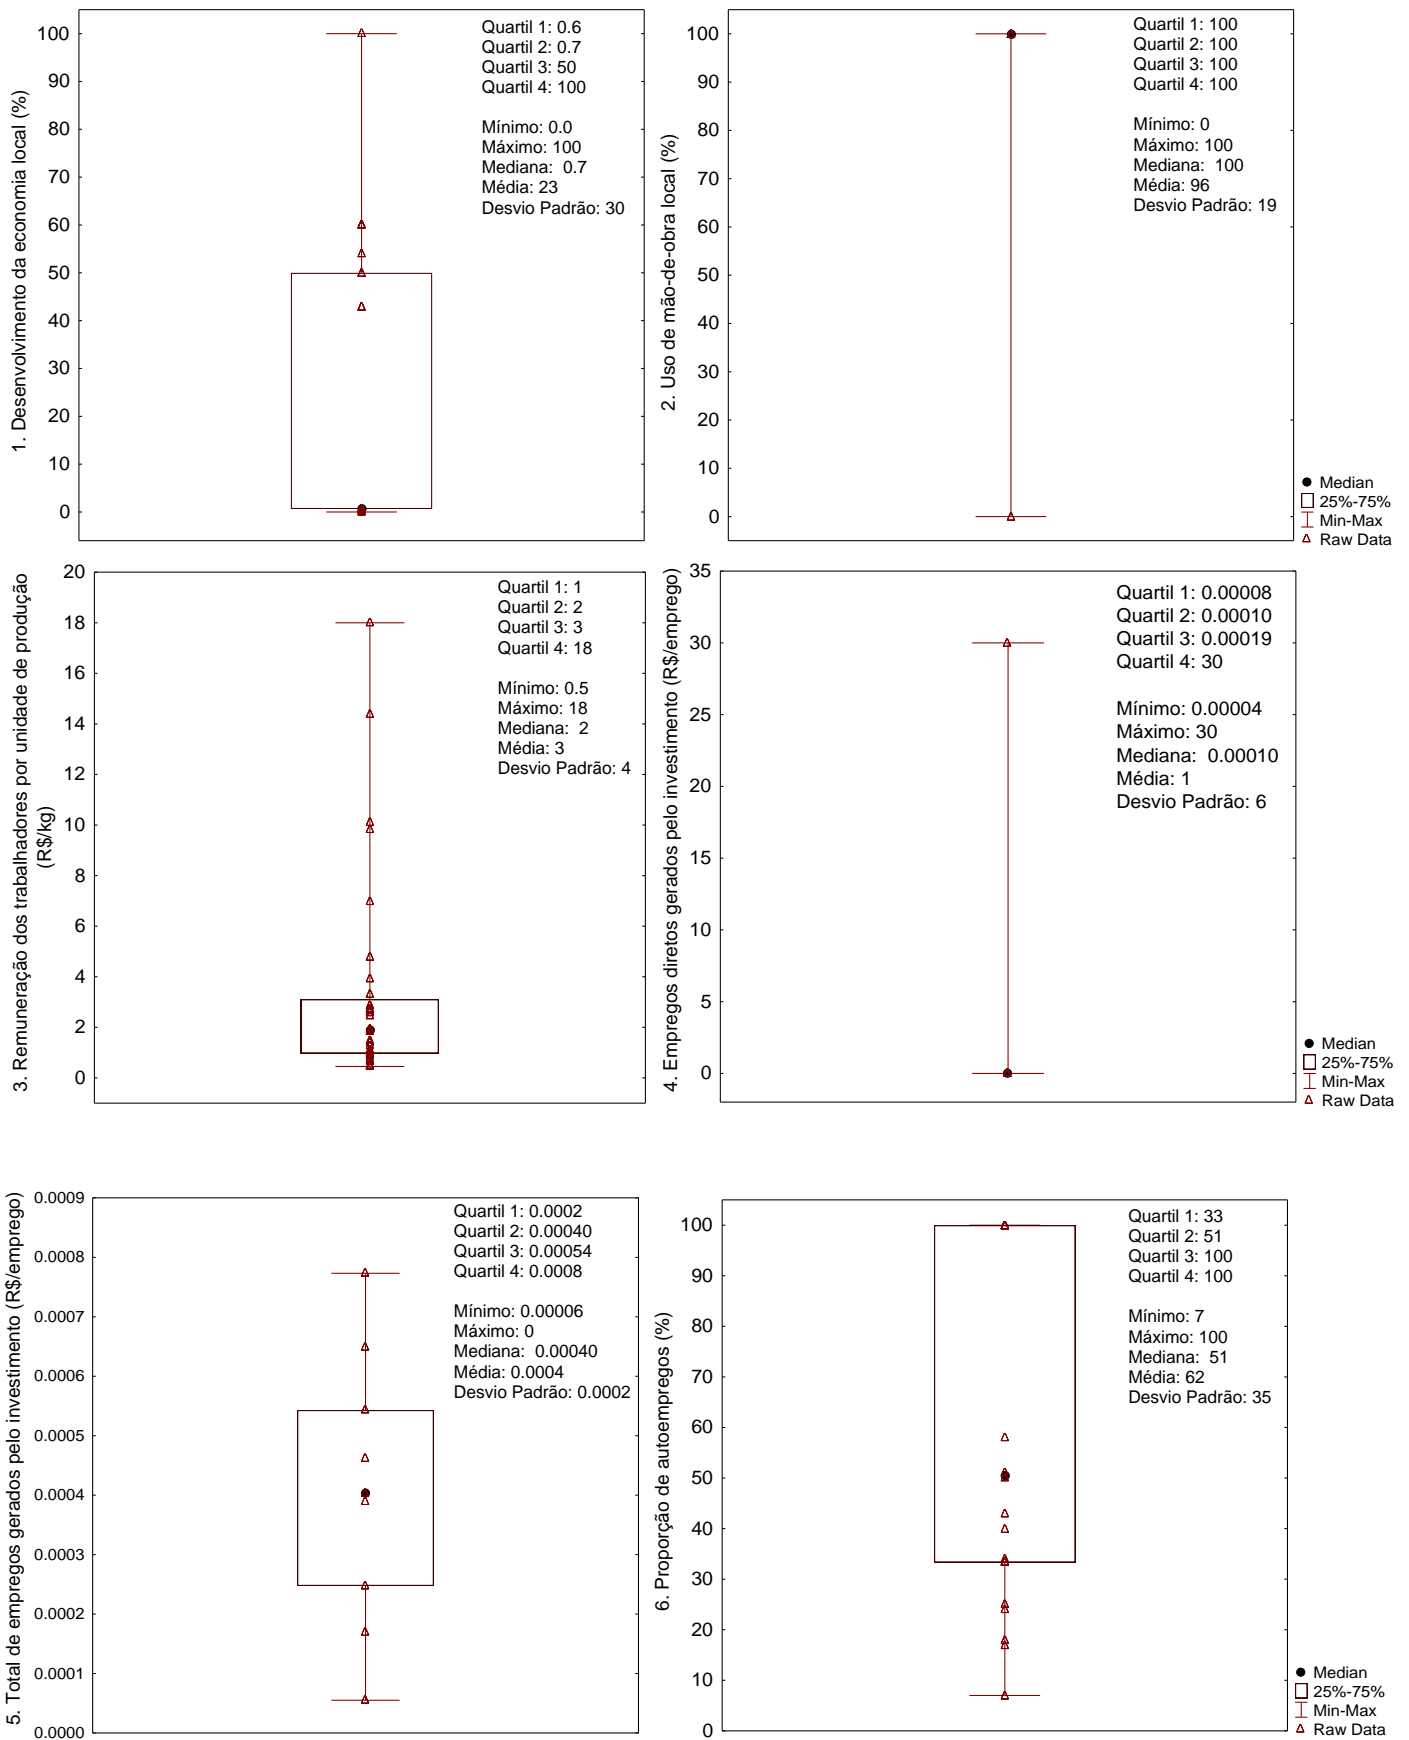 1. Desenvolvimento da economia local (%)
100
90
80
70
60
50
40
30
20
10
0
Quartil 1: 0.6
Quartil 2: 0.7
Quartil 3: 50
Quartil 4: 100
Mínimo: 0.0
Máximo: 100
Mediana: 0.7
Média: 23
Desvio Padrão: 30
2. Uso de mão-de-obra local (%)
100
90
80
70
60
50
40
30
20
10
0
Quartil 1: 100
Quartil 2: 100
Quartil 3: 100
Quartil 4: 100
Mínimo: 0
Máximo: 100
Mediana: 100
Média: 96
Desvio Padrão: 19
Median
25%-75%
Min-Max
Raw Data
3. Remuneração dos trabalhadores por unidade de produção
(R$/kg)
20
18
16
14
12
10
8
6
4
2
0
Quartil 1: 1
Quartil 2: 2
Quartil 3: 3
Quartil 4: 18
Mínimo: 0.5
Máximo: 18
Mediana: 2
Média: 3
Desvio Padrão: 4
4. Empregos diretos gerados pelo investimento (R$/emprego)
35
30
25
20
15
10
5
0
Quartil 1: 0.00008
Quartil 2: 0.00010
Quartil 3: 0.00019
Quartil 4: 30
Mínimo: 0.00004
Máximo: 30
Mediana: 0.00010
Média: 1
Desvio Padrão: 6
Median
25%-75%
Min-Max
Raw Data
5. Total de empregos gerados pelo investimento (R$/emprego)
0.0009
0.0008
0.0007
0.0006
0.0005
0.0004
0.0003
0.0002
0.0001
0.0000
Quartil 1: 0.0002
Quartil 2: 0.00040
Quartil 3: 0.00054
Quartil 4: 0.0008
Mínimo: 0.00006
Máximo: 0
Mediana: 0.00040
Média: 0.0004
Desvio Padrão: 0.0002
6. Proporção de autoempregos (%)
100
90
80
70
60
50
40
30
20
10
0
Quartil 1: 33
Quartil 2: 51
Quartil 3: 100
Quartil 4: 100
Mínimo: 7
Máximo: 100
Mediana: 51
Média: 62
Desvio Padrão: 35
Median
25%-75%
Min-Max
Raw Data